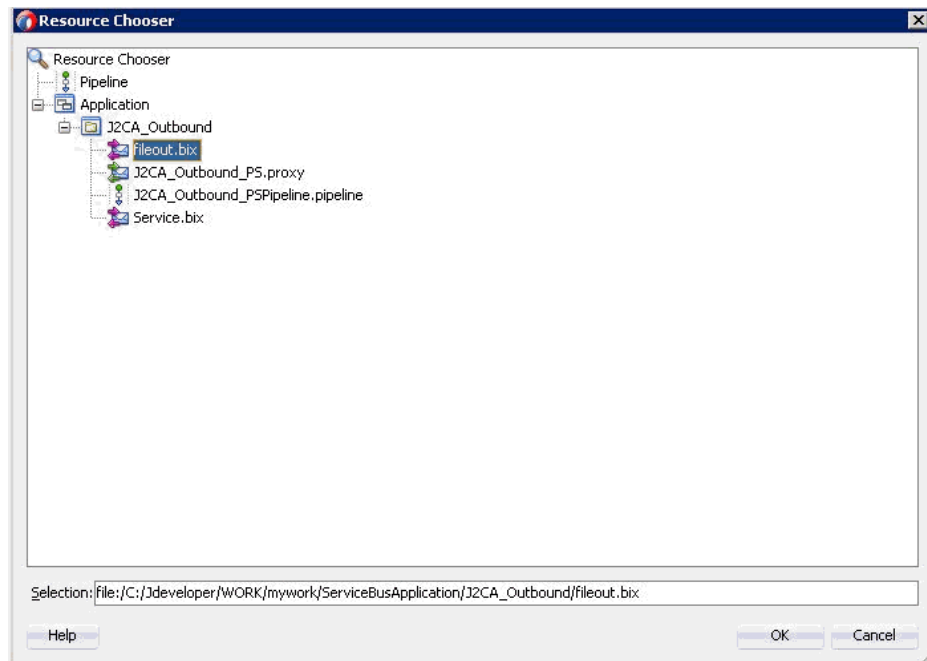 Resource Chooser
Resource Chooser
Pipeline
Application
J2CA_Outbound
fileout.bix
J2CA_Outbound_PS.proxy
J2CA_Outbound_PSPipeline.pipeline
Service.bix
Selection: file:/C:/Jdeveloper/WORK/mywork/ServiceBusApplication/J2CA_Outbound/fileout.bix
Help OK Cancel